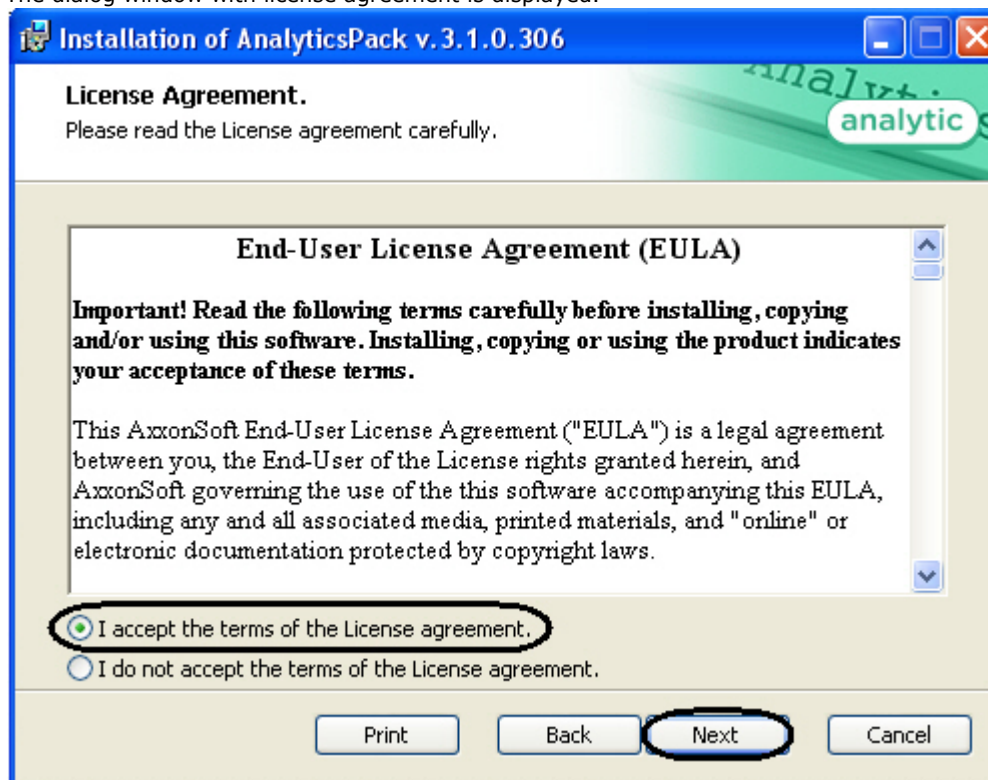 The dialog window with license agreement is displayed.
Installation of AnalyticsPack v.3.1.0.306
License Agreement.
Please read the License agreement carefully.
analytic
End-User License Agreement (EULA)
Important! Read the following terms carefully before installing, copying
and/or using this software. Installing, copying or using the product indicates
your acceptance of these terms.
This AxxonSoft End-User License Agreement ("EULA") is a legal agreement
between you, the End-User of the License rights granted herein, and
AxxonSoft governing the use of the this software accompanying this EULA,
including any and all associated media, printed materials, and "online" or
electronic documentation protected by copyright laws.
I accept the terms of the License agreement.
I do not accept the terms of the License agreement.
Print Back Next Cancel